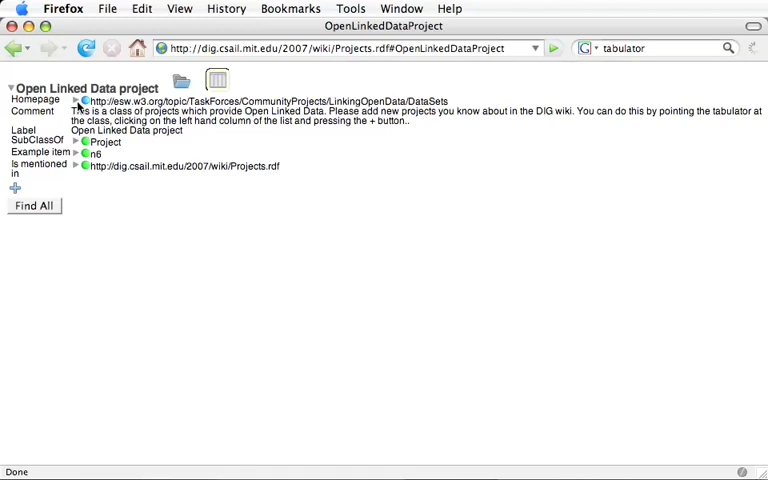 Firefox File Edit View History Bookmarks Tools Window Help
OpenLinkedDataProject
http://dig.csail.mit.edu/2007/wiki/Projects.rdf#OpenLinkedDataProject
G tabulator
Open Linked Data project
Homepage http://esw.w3.org/topic/TaskForces/CommunityProjects/LinkingOpenData/DataSets
Comment This is a class of projects which provide Open Linked Data. Please add new projects you know about in the DIG wiki. You can do this by pointing the tabulator at
the class, clicking on the left hand column of the list and pressing the + button..
Label Open Linked Data project
SubClassOf Project
Example item n6
Is mentioned http://dig.csail.mit.edu/2007/wiki/Projects.rdf
in
Find All
Done